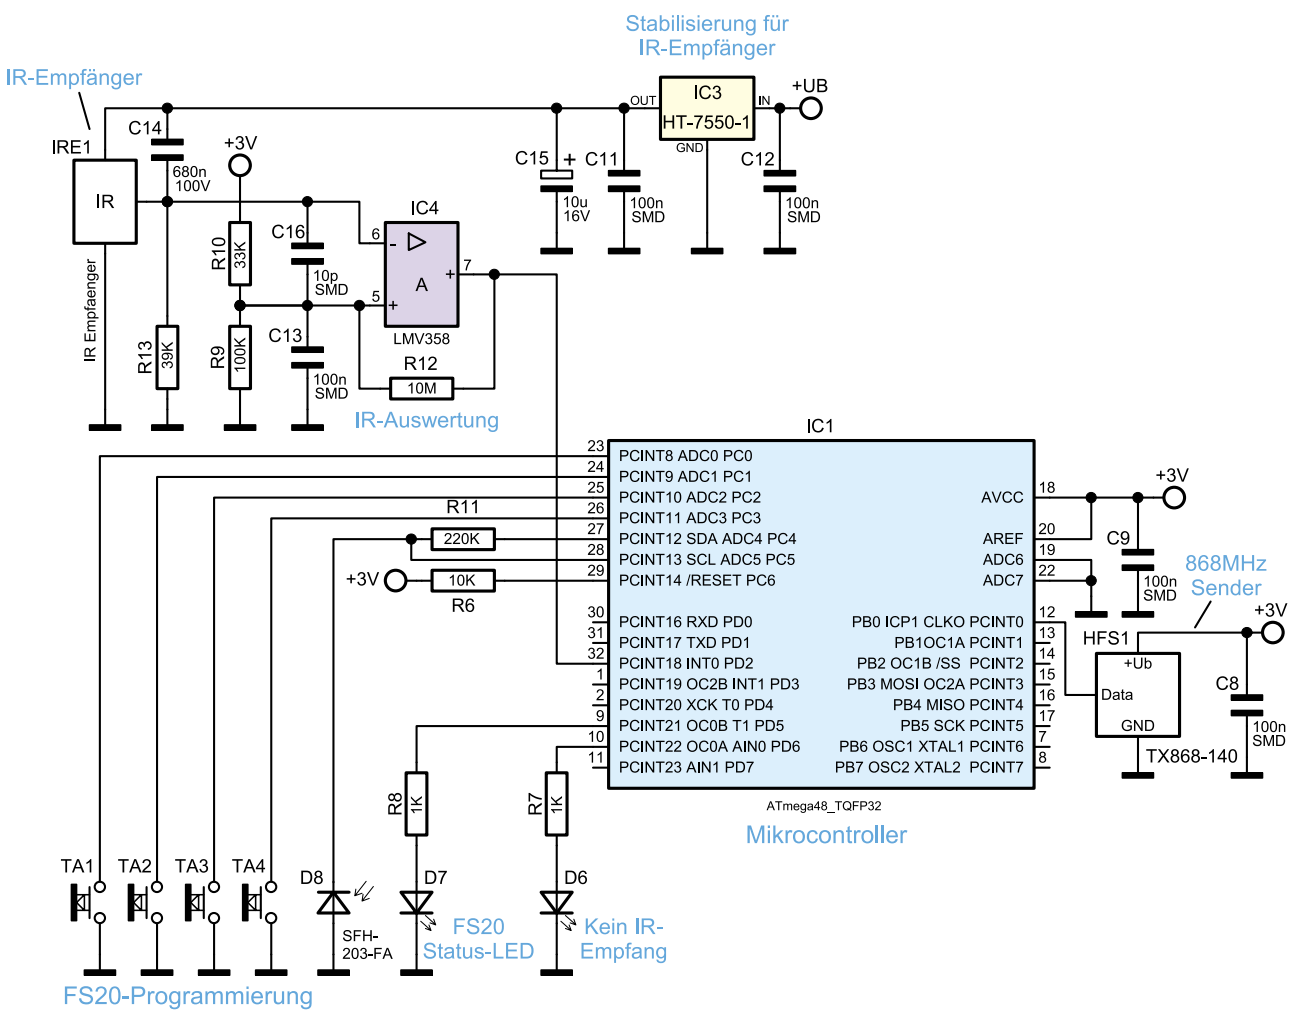 Stabilisierung für
IR-Empfänger
IR-Empfänger
+UB
OUT
IC3
IN
HT-7550-1
GND
C14
IRE1
+3V
680n
100V
C15
+
10u
16V
C11
100n
SMD
C12
100n
SMD
IR
IR Empfaenger
R10
33K
C16
10p
SMD
IC4
6
-
A
+
7
5
+
LMV358
R13
39K
R9
100K
C13
100n
SMD
R12
10M
IR-Auswertung
IC1
23
PCINT8 ADC0 PC0
24
PCINT9 ADC1 PC1
25
PCINT10 ADC2 PC2
26
PCINT11 ADC3 PC3
R11
220K
27
PCINT12 SDA ADC4 PC4
28
PCINT13 SCL ADC5 PC5
+3V
10K
R6
29
PCINT14 /RESET PC6
30
PCINT16 RXD PD0
31
PCINT17 TXD PD1
32
PCINT18 INT0 PD2
1
PCINT19 OC2B INT1 PD3
2
PCINT20 XCK T0 PD4
9
PCINT21 OC0B T1 PD5
10
PCINT22 OC0A AIN0 PD6
11
PCINT23 AIN1 PD7
AVCC
18
AREF
20
ADC6
19
ADC7
22
PB0 ICP1 CLKO PCINT0
12
PB1OC1A PCINT1
13
PB2 OC1B /SS PCINT2
14
PB3 MOSI OC2A PCINT3
15
PB4 MISO PCINT4
16
PB5 SCK PCINT5
17
PB6 OSC1 XTAL1 PCINT6
7
PB7 OSC2 XTAL2 PCINT7
8
+3V
C9
100n
SMD
868MHz
Sender
+3V
HFS1
+Ub
Data
GND
TX868-140
C8
100n
SMD
ATmega48_TQFP32
Mikrocontroller
R8
1K
R7
1K
TA1
TA2
TA3
TA4
D8
SFH-
203-FA
D7
FS20
Status-LED
D6
Kein IR-
Empfang
FS20-Programmierung